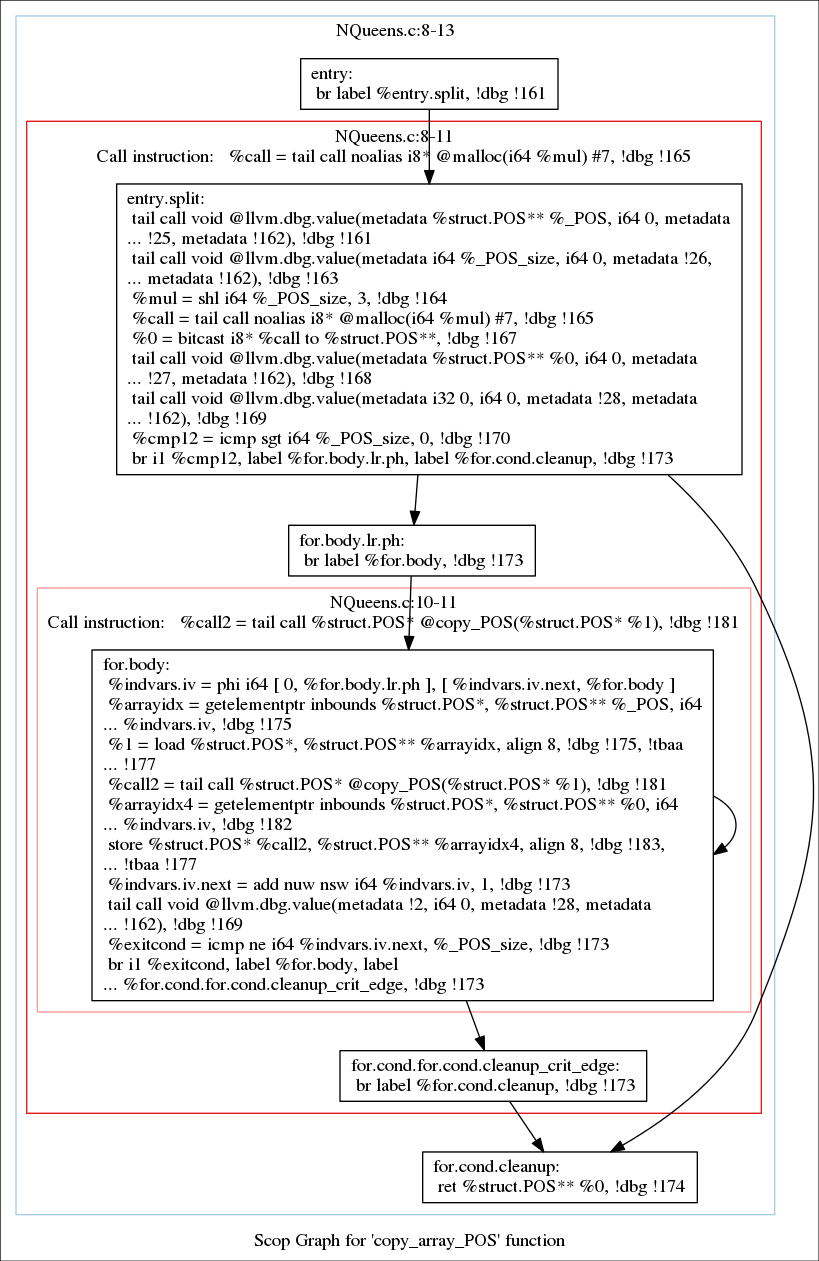 NQueens.c:8-13
entry:
br label %entry.split, !dbg !161
NQueens.c:8-11
Call instruction: %call = tail call noalias i8* @malloc(i64 %mul) #7, !dbg !165
entry.split:
tail call void @llvm.dbg.value(metadata %struct.POS** %_POS, i64 0, metadata
... !25, metadata !162), !dbg !161
tail call void @llvm.dbg.value(metadata i64 %_POS_size, i64 0, metadata !26,
... metadata !162), !dbg !163
%mul = shl i64 %_POS_size, 3, !dbg !164
%call = tail call noalias i8* @malloc(i64 %mul) #7, !dbg !165
%0 = bitcast i8* %call to %struct.POS**, !dbg !167
tail call void @llvm.dbg.value(metadata %struct.POS** %0, i64 0, metadata
... !27, metadata !162), !dbg !168
tail call void @llvm.dbg.value(metadata i32 0, i64 0, metadata !28, metadata
... !162), !dbg !169
%cmp12 = icmp sgt i64 %_POS_size, 0, !dbg !170
br i1 %cmp12, label %for.body.lr.ph, label %for.cond.cleanup, !dbg !173
for.body.lr.ph:
br label %for.body, !dbg !173
NQueens.c:10-11
Call instruction: %call2 = tail call %struct.POS* @copy_POS(%struct.POS* %1), !dbg !181
for.body:
%indvars.iv = phi i64 [ 0, %for.body.lr.ph ], [ %indvars.iv.next, %for.body ]
%arrayidx = getelementptr inbounds %struct.POS*, %struct.POS** %_POS, i64
... %indvars.iv, !dbg !175
%1 = load %struct.POS*, %struct.POS** %arrayidx, align 8, !dbg !175, !tbaa
... !177
%call2 = tail call %struct.POS* @copy_POS(%struct.POS* %1), !dbg !181
%arrayidx4 = getelementptr inbounds %struct.POS*, %struct.POS** %0, i64
... %indvars.iv, !dbg !182
store %struct.POS* %call2, %struct.POS** %arrayidx4, align 8, !dbg !183,
... !tbaa !177
%indvars.iv.next = add nuw nsw i64 %indvars.iv, 1, !dbg !173
tail call void @llvm.dbg.value(metadata !2, i64 0, metadata !28, metadata
... !162), !dbg !169
%exitcond = icmp ne i64 %indvars.iv.next, %_POS_size, !dbg !173
br i1 %exitcond, label %for.body, label
... %for.cond.for.cond.cleanup_crit_edge, !dbg !173
for.cond.for.cond.cleanup_crit_edge:
br label %for.cond.cleanup, !dbg !173
for.cond.cleanup:
ret %struct.POS** %0, !dbg !174
Scop Graph for 'copy_array_POS' function